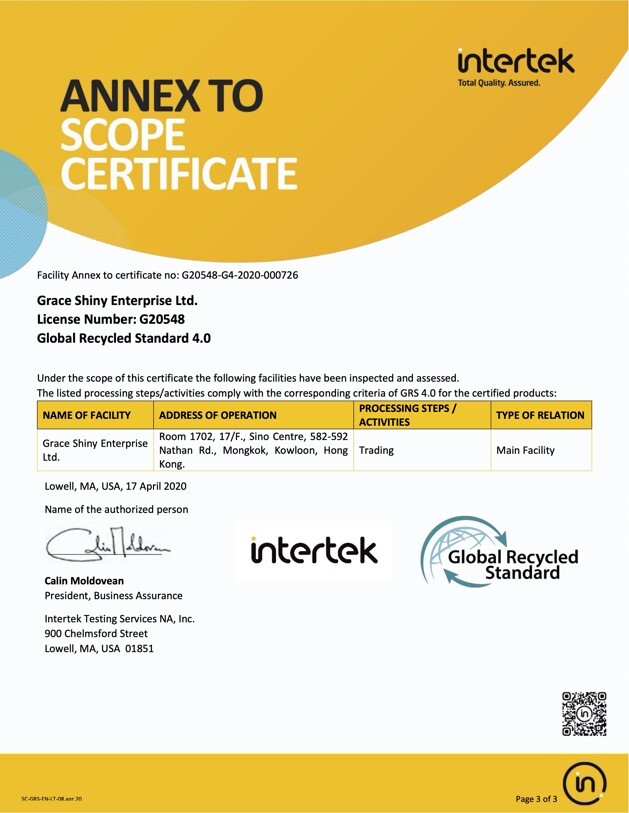 intertek
Total Quality. Assured.
ANNEX TO
SCOPE
CERTIFICATE
Facility Annex to certificate no: G20548-G4-2020-000726
Grace Shiny Enterprise Ltd.
License Number: G20548
Global Recycled Standard 4.0
Under the scope of this certificate the following facilities have been inspected and assessed.
The listed processing steps/activities comply with the corresponding criteria of GRS 4.0 for the certified products:
NAME OF FACILITY ADDRESS OF OPERATION PROCESSING STEPS / ACTIVITIES TYPE OF RELATION
Grace Shiny Enterprise Ltd. Room 1702, 17/F., Sino Centre, 582-592 Nathan Rd., Mongkok, Kowloon, Hong Kong. Trading Main Facility
Lowell, MA, USA, 17 April 2020
Name of the authorized person
Calin Moldovean
intertek
Global Recycled
Standard
Calin Moldovean
President, Business Assurance
Intertek Testing Services NA, Inc.
900 Chelmsford Street
Lowell, MA, USA 01851
in
SC-GRS-EN-LT-08.apr.20
Page 3 of 3
in